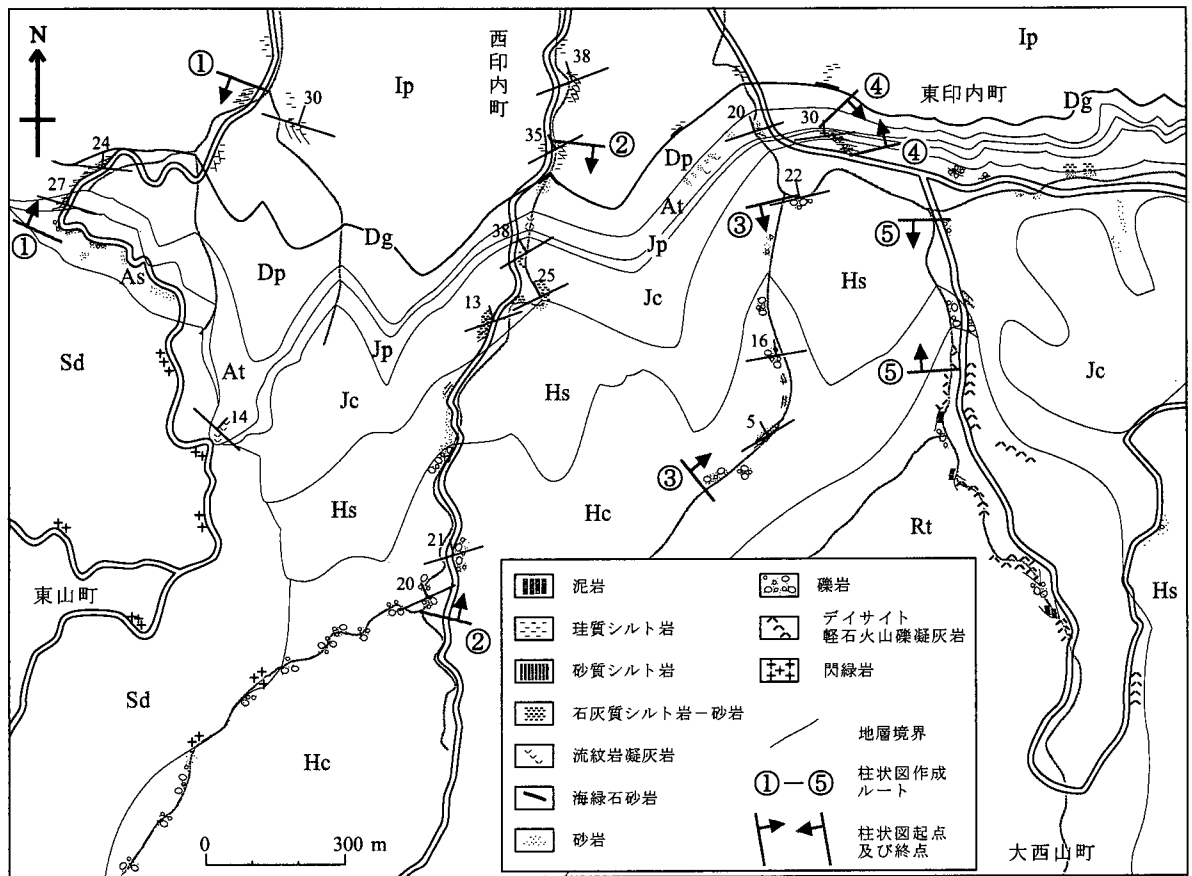 N
①
30
Ip
西印内町
38
Ip
④
東印内町
Dg
24
35
②
20
30
④
27
①
Dp
22
At
③
⑤
As
Dp
Dg
38
Jp
Hs
25
Jc
13
Sd
Jp
At
16
⑤
Jc
Jc
Hs
14
5
③
Hs
Hc
Rt
21
Hs
20
東山町
②
Sd
Hc
0 300 m
泥岩
珪質シルト岩
砂質シルト岩
石灰質シルト岩－砂岩
流紋岩凝灰岩
海緑石砂岩
砂岩
礫岩
デイサイト
軽石火山礫凝灰岩
閃緑岩
地層境界
①－⑤ 柱状図作成
ルート
柱状図起点
及び終点
大西山町